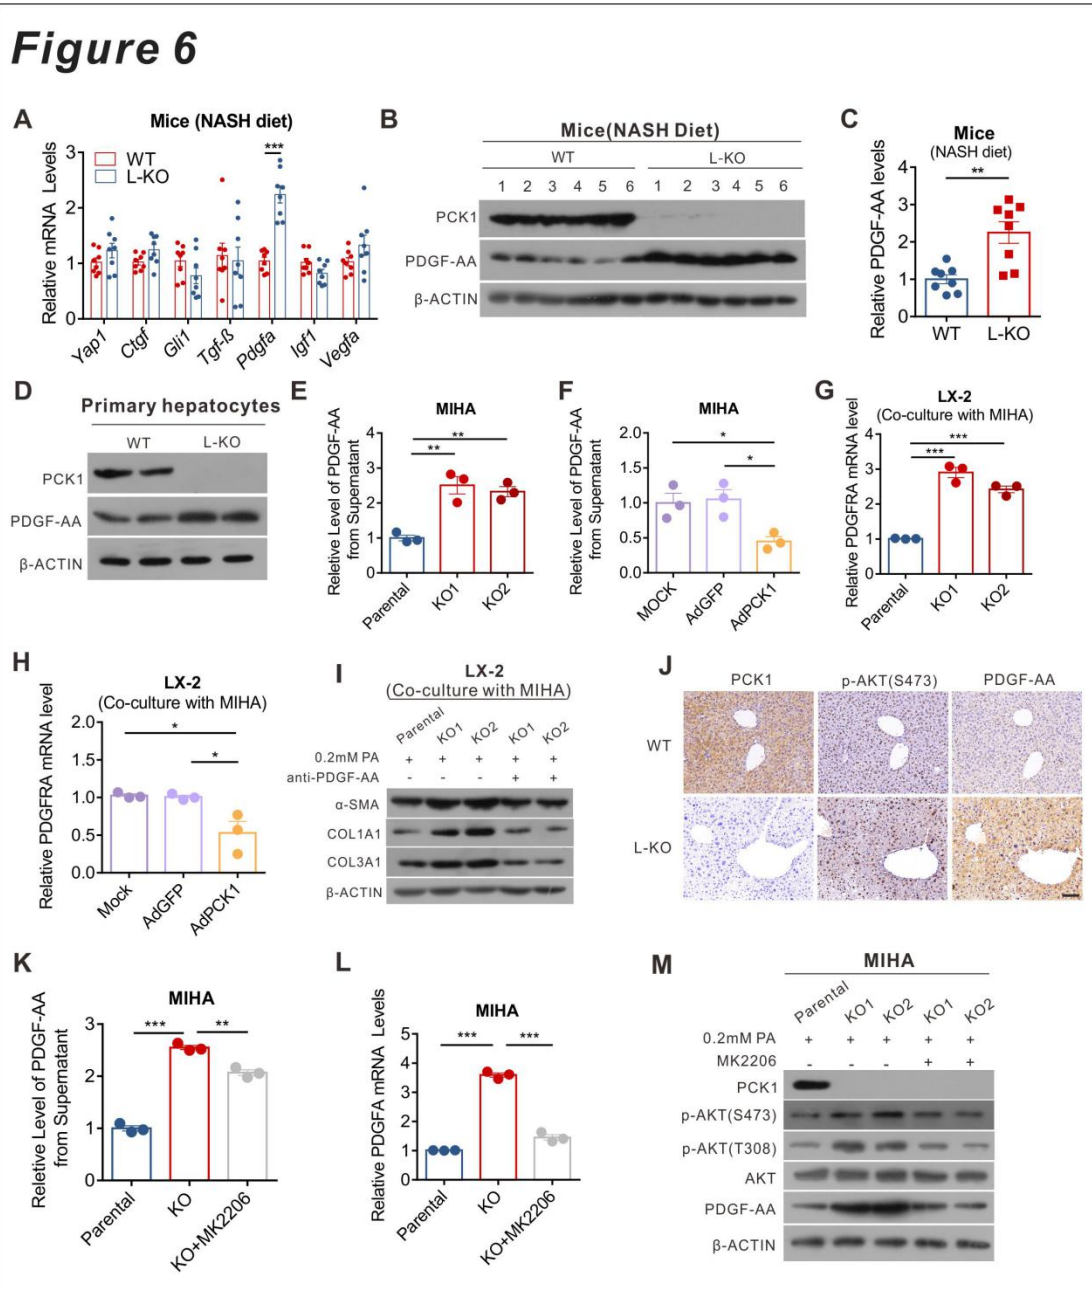 Figure 6
A
Mice (NASH diet)
Relative mRNA Levels
3
2
1
0
WT
L-KO
***
Yap1
Ctgf
Gli1
Tgf-ß
Pdgfa
Igf1
Vegfa
B
Mice(NASH Diet)
WT L-KO
1 2 3 4 5 6 1 2 3 4 5 6
PCK1
PDGF-AA
β-ACTIN
C
Mice
(NASH diet)
Relative PDGF-AA levels
**
4
3
2
1
0
WT L-KO
D
Primary hepatocytes
WT L-KO
PCK1
PDGF-AA
β-ACTIN
E
MIHA
Reletive Level of PDGF-AA
from Supernatant
**
**
4
3
2
1
0
Parental
KO1
KO2
F
MIHA
Reletive Level of PDGF-AA
from Supernatant
*
*
2.0
1.5
1.0
0.5
0.0
MOCK
AdGFP
AdPCK1
G
LX-2
(Co-culture with MIHA)
Relative PDGFRA mRNA level
***
***
4
3
2
1
0
Parental
KO1
KO2
H
LX-2
(Co-culture with MIHA)
Relative PDGFRA mRNA level
*
*
2.0
1.5
1.0
0.5
0.0
Mock
AdGFP
AdPCK1
I
LX-2
(Co-culture with MIHA)
Parental KO1 KO2 KO1 KO2
0.2mM PA + + + + +
anti-PDGF-AA - - - + +
α-SMA
COL1A1
COL3A1
β-ACTIN
J
PCK1 p-AKT(S473) PDGF-AA
WT
L-KO
K
MIHA
Reletive Level of PDGF-AA
from Supernatant
*** **
3
2
1
0
Parental
KO
KO+MK2206
L
MIHA
Relative PDGFA mRNA Levels
*** ***
5
4
3
2
1
0
Parental
KO
KO+MK2206
M
MIHA
Parental KO1 KO2 KO1 KO2
0.2mM PA + + + + +
MK2206 - - - + +
PCK1
p-AKT(S473)
p-AKT(T308)
AKT
PDGF-AA
β-ACTIN